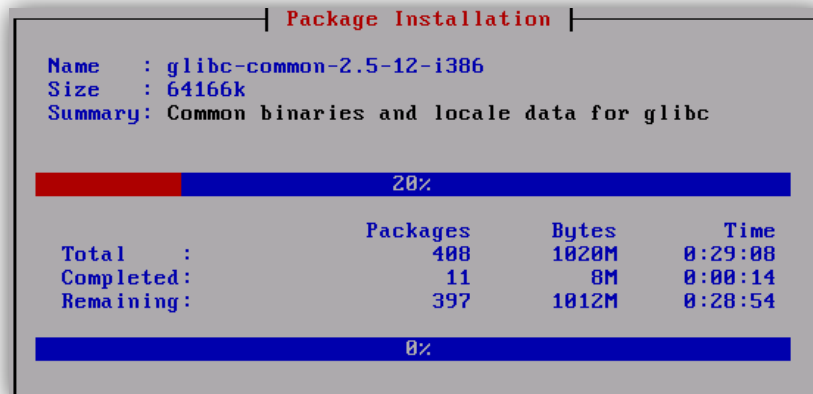 Package Installation
Name : glibc-common-2.5-12-i386
Size : 64166k
Summary: Common binaries and locale data for glibc
20%
Packages Bytes Time
Total : 408 1020M 0:29:08
Completed: 11 8M 0:00:14
Remaining: 397 1012M 0:28:54
0%